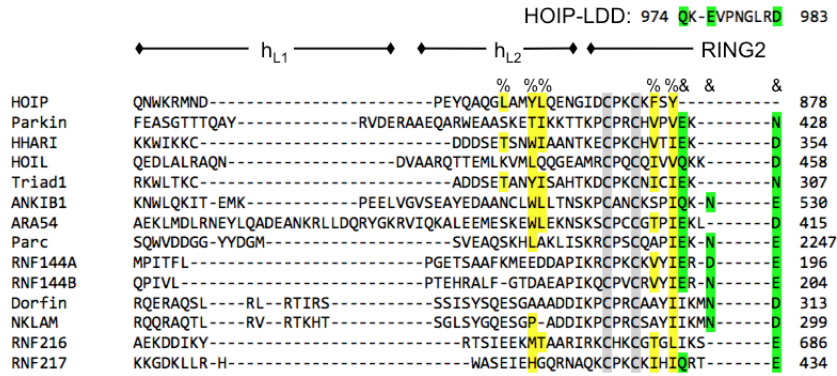 HOIP-LDD: 974 QK-EVPNGLRD 983
hL1 hL2 RING2
% %% % %& & &
HOIP QNWKRMND------------------------PEYQAQGLAMYLQENGIDCPKCKFSY----------- 878
Parkin FEASGTTTQAY-------------RVDERAAEQARWEAASKETIKKTTKPCPRCHVPVEK--------N 428
HHARI KKWIKKC---------------------------DDDSETSNWIAANTKECPKCHVTIEK--------D 354
HOIL QEDLALRAQN------------------DVAARQTTEMLKVMLQQGEAMRCPQCQIVVQKK-------D 458
Triad1 RKWLTKC---------------------------ADDSETANYISAHTKDCPKCNICIEK--------N 307
ANKIB1 KNWLQKIT-EMK------------PEELVGVSEAYEDAANCLWLLTNSKPCANCKSPIQK-N------E 530
ARA54 AEKLMDLRNEYLQADEANKRLLDQRYGKRVIQKALEEMESKEWLEKNSKSCPCCGTPIEKL-------D 415
Parc SQWVDDGG-YYDGM--------------------SVEAQSKHLAKLISKRCPSCQAPIEK-N------E 2247
RNF144A MPITFL-------------------------PGETSAAFKMEEDDAPIKRCPKCKVYIER-D------E 196
RNF144B QPIVL--------------------------PTEHRALF-GTDAEAPIKQCPVCRVYIER-N------E 204
Dorfin RQERAQSL----RL--RTIRS-----------SSISYSQESGAAADDIKPCPRCAAYIIKMN------D 313
NKLAM RQQRAQTL----RV--RTKHT-----------SGLSYGQESGP-ADDIKPCPRCSAYIIKMN------D 299
RNF216 AEKDDIKY---------------------------RTSIEEKMTAARIRKCHKCGTGLIKS-------E 686
RNF217 KKGDKLLR-H--------------------------WASEIEHGQRNAQKCPKCKIHIQRT-------E 434